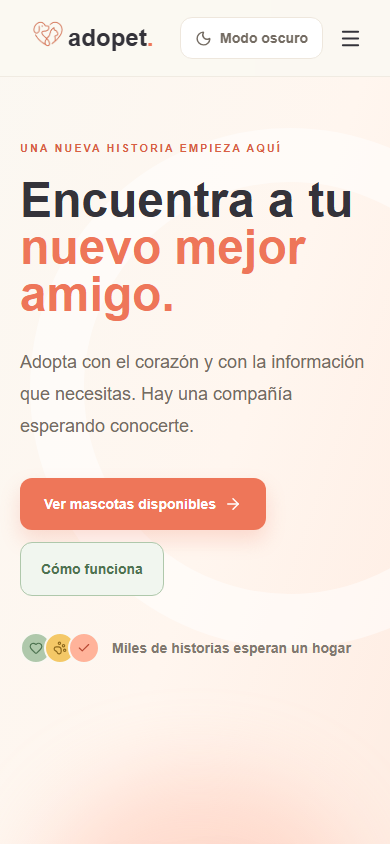 adopet.
Modo oscuro
UNA NUEVA HISTORIA EMPIEZA AQUÍ
Encuentra a tu
nuevo mejor
amigo.
Adopta con el corazón y con la información
que necesitas. Hay una compañía
esperando conocerte.
Ver mascotas disponibles
Cómo funciona
Miles de historias esperan un hogar